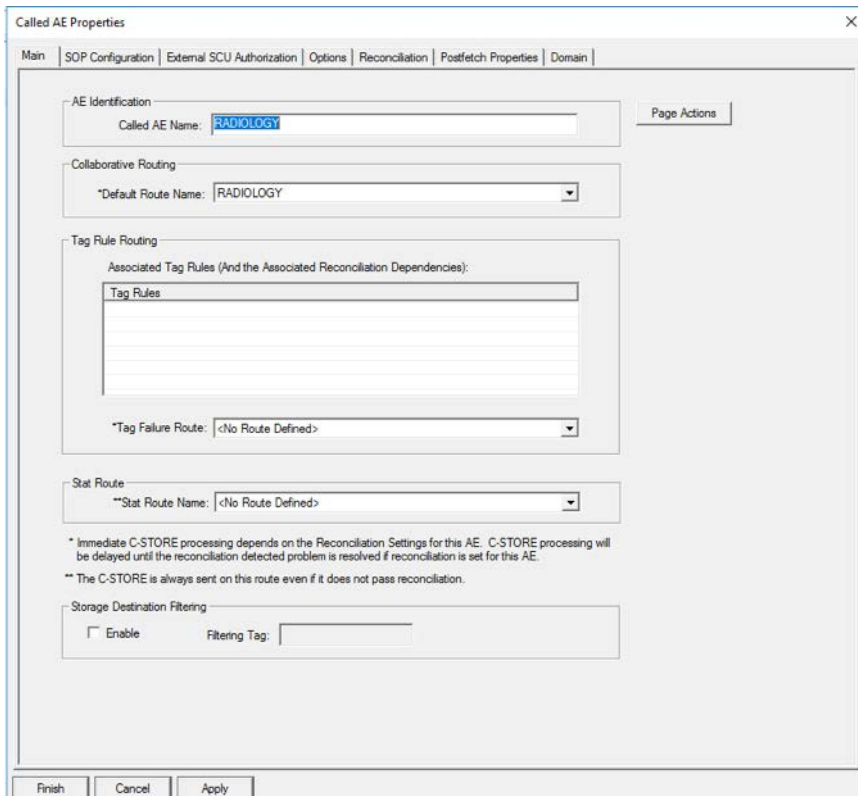 Called AE Properties
Main SOP Configuration External SCU Authorization Options Reconciliation Postfetch Properties Domain
AE Identification
Called AE Name: RADIOLOGY
Page Actions
Collaborative Routing
*Default Route Name: RADIOLOGY
Tag Rule Routing
Associated Tag Rules (And the Associated Reconciliation Dependencies):
Tag Rules
*Tag Failure Route: <No Route Defined>
Stat Route
**Stat Route Name: <No Route Defined>
* Immediate C-STORE processing depends on the Reconciliation Settings for this AE. C-STORE processing will
be delayed until the reconciliation detected problem is resolved if reconciliation is set for this AE.
** The C-STORE is always sent on this route even if it does not pass reconciliation.
Storage Destination Filtering
Enable Filtering Tag:
Finish Cancel Apply